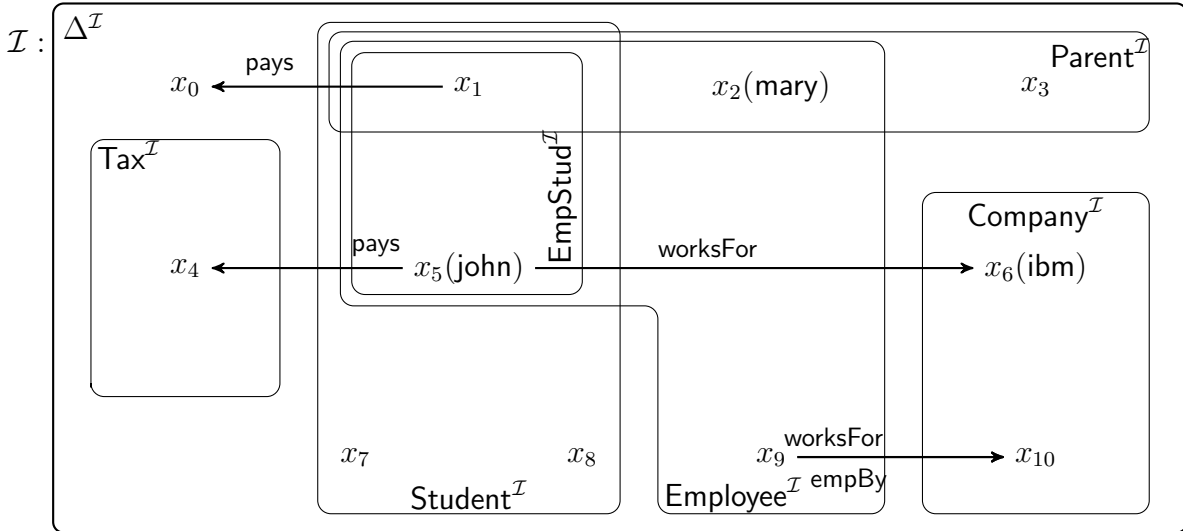 𝓘 : Δ^𝓘
Parent^𝓘
x₀ pays x₁ x₂(mary) x₃
Tax^𝓘
EmpStud^𝓘
Company^𝓘
x₄ pays x₅(john) worksFor x₆(ibm)
x₇ x₈ x₉ worksFor x₁₀
empBy
Student^𝓘 Employee^𝓘